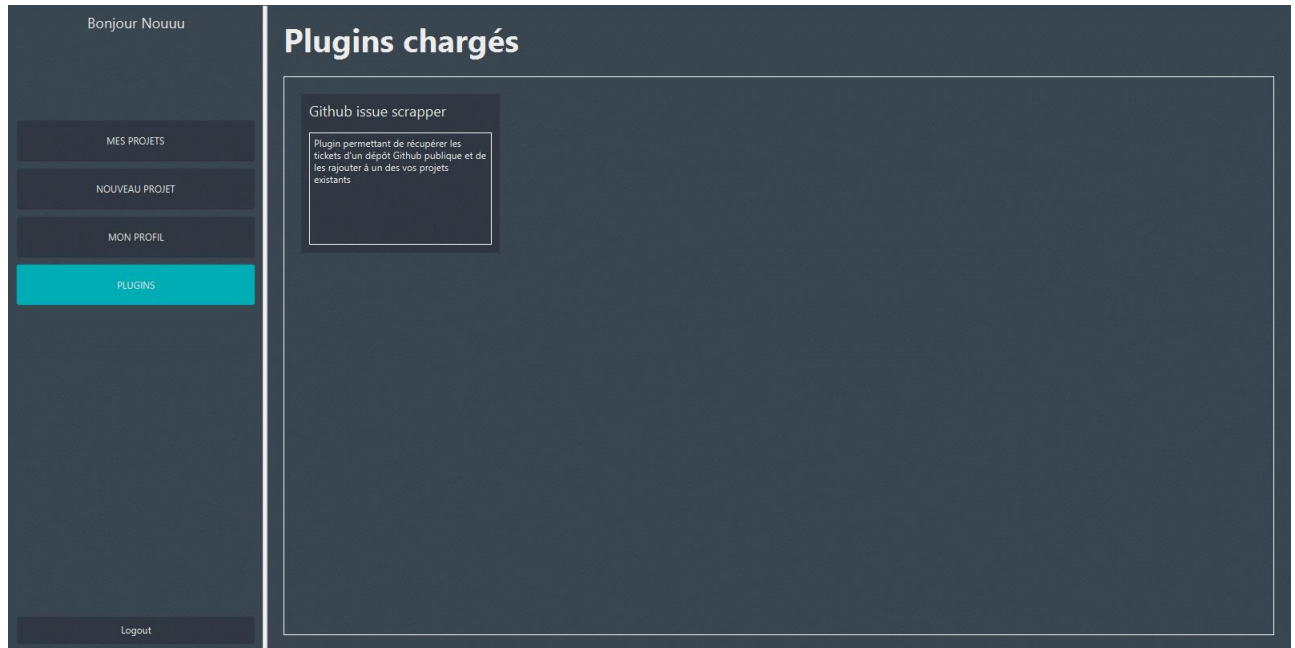 Bonjour Nouuu
MES PROJETS
NOUVEAU PROJET
MON PROFIL
PLUGINS
Logout
Plugins chargés
Github issue scrapper
Plugin permettant de récupérer les
tickets d'un dépôt Github publique et de
les rajouter à un des vos projets
existants